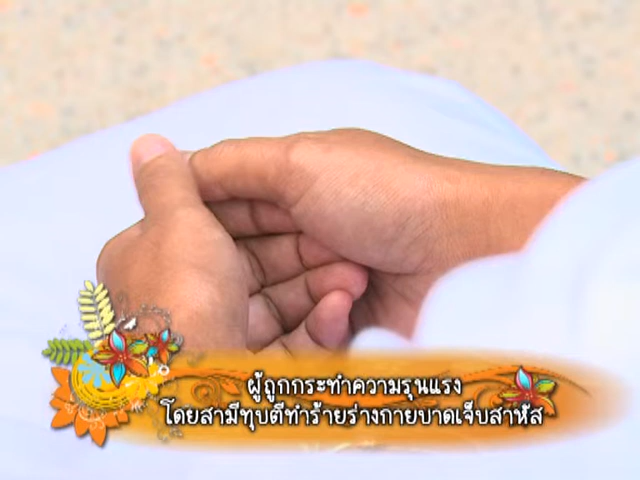 ผู้ถูกกระทำความรุนแรง
โดยสามีทุบตีทำร้ายร่างกายบาดเจ็บสาหัส